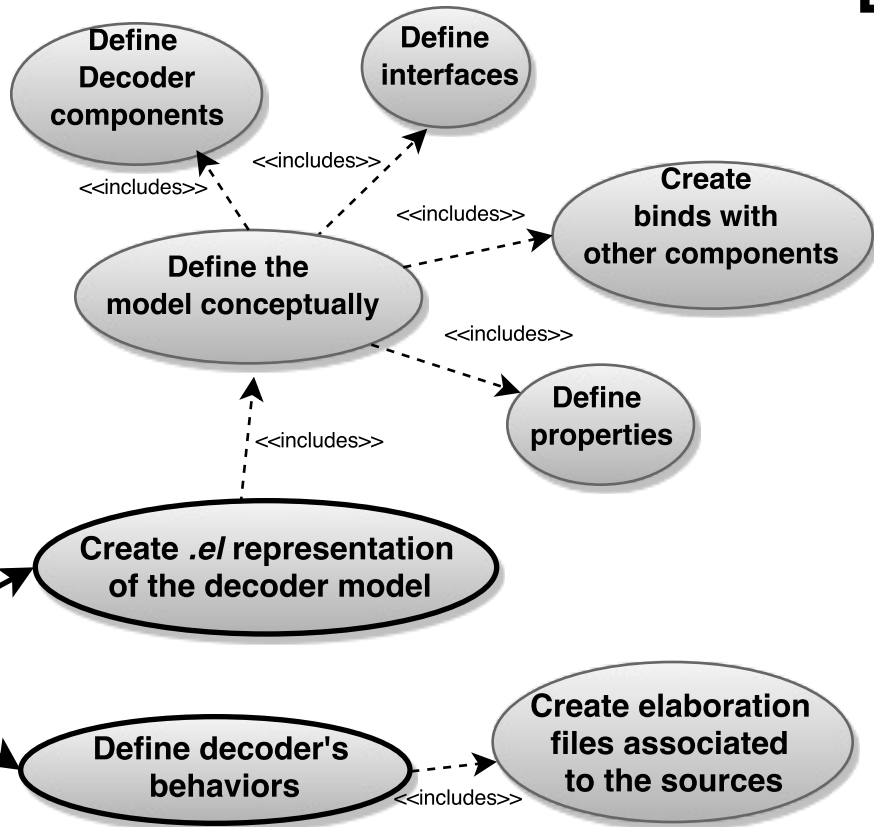 Define
Decoder
components
Define
interfaces
<<includes>>
<<includes>>
Create
binds with
other components
<<includes>>
Define the
model conceptually
<<includes>>
Define
properties
<<includes>>
Create .el representation
of the decoder model
Define decoder's
behaviors
<<includes>>
Create elaboration
files associated
to the sources